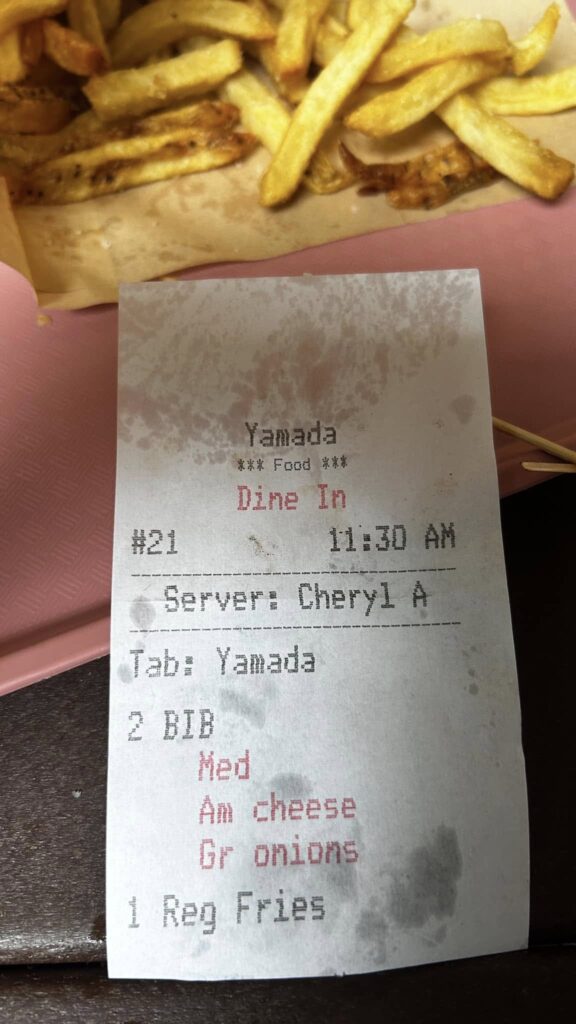 Yamada
*** Food ***
Dine In
#21 11:30 AM
Server: Cheryl A
Tab: Yamada
2 BIB
Med
Am cheese
Gr onions
1 Reg Fries